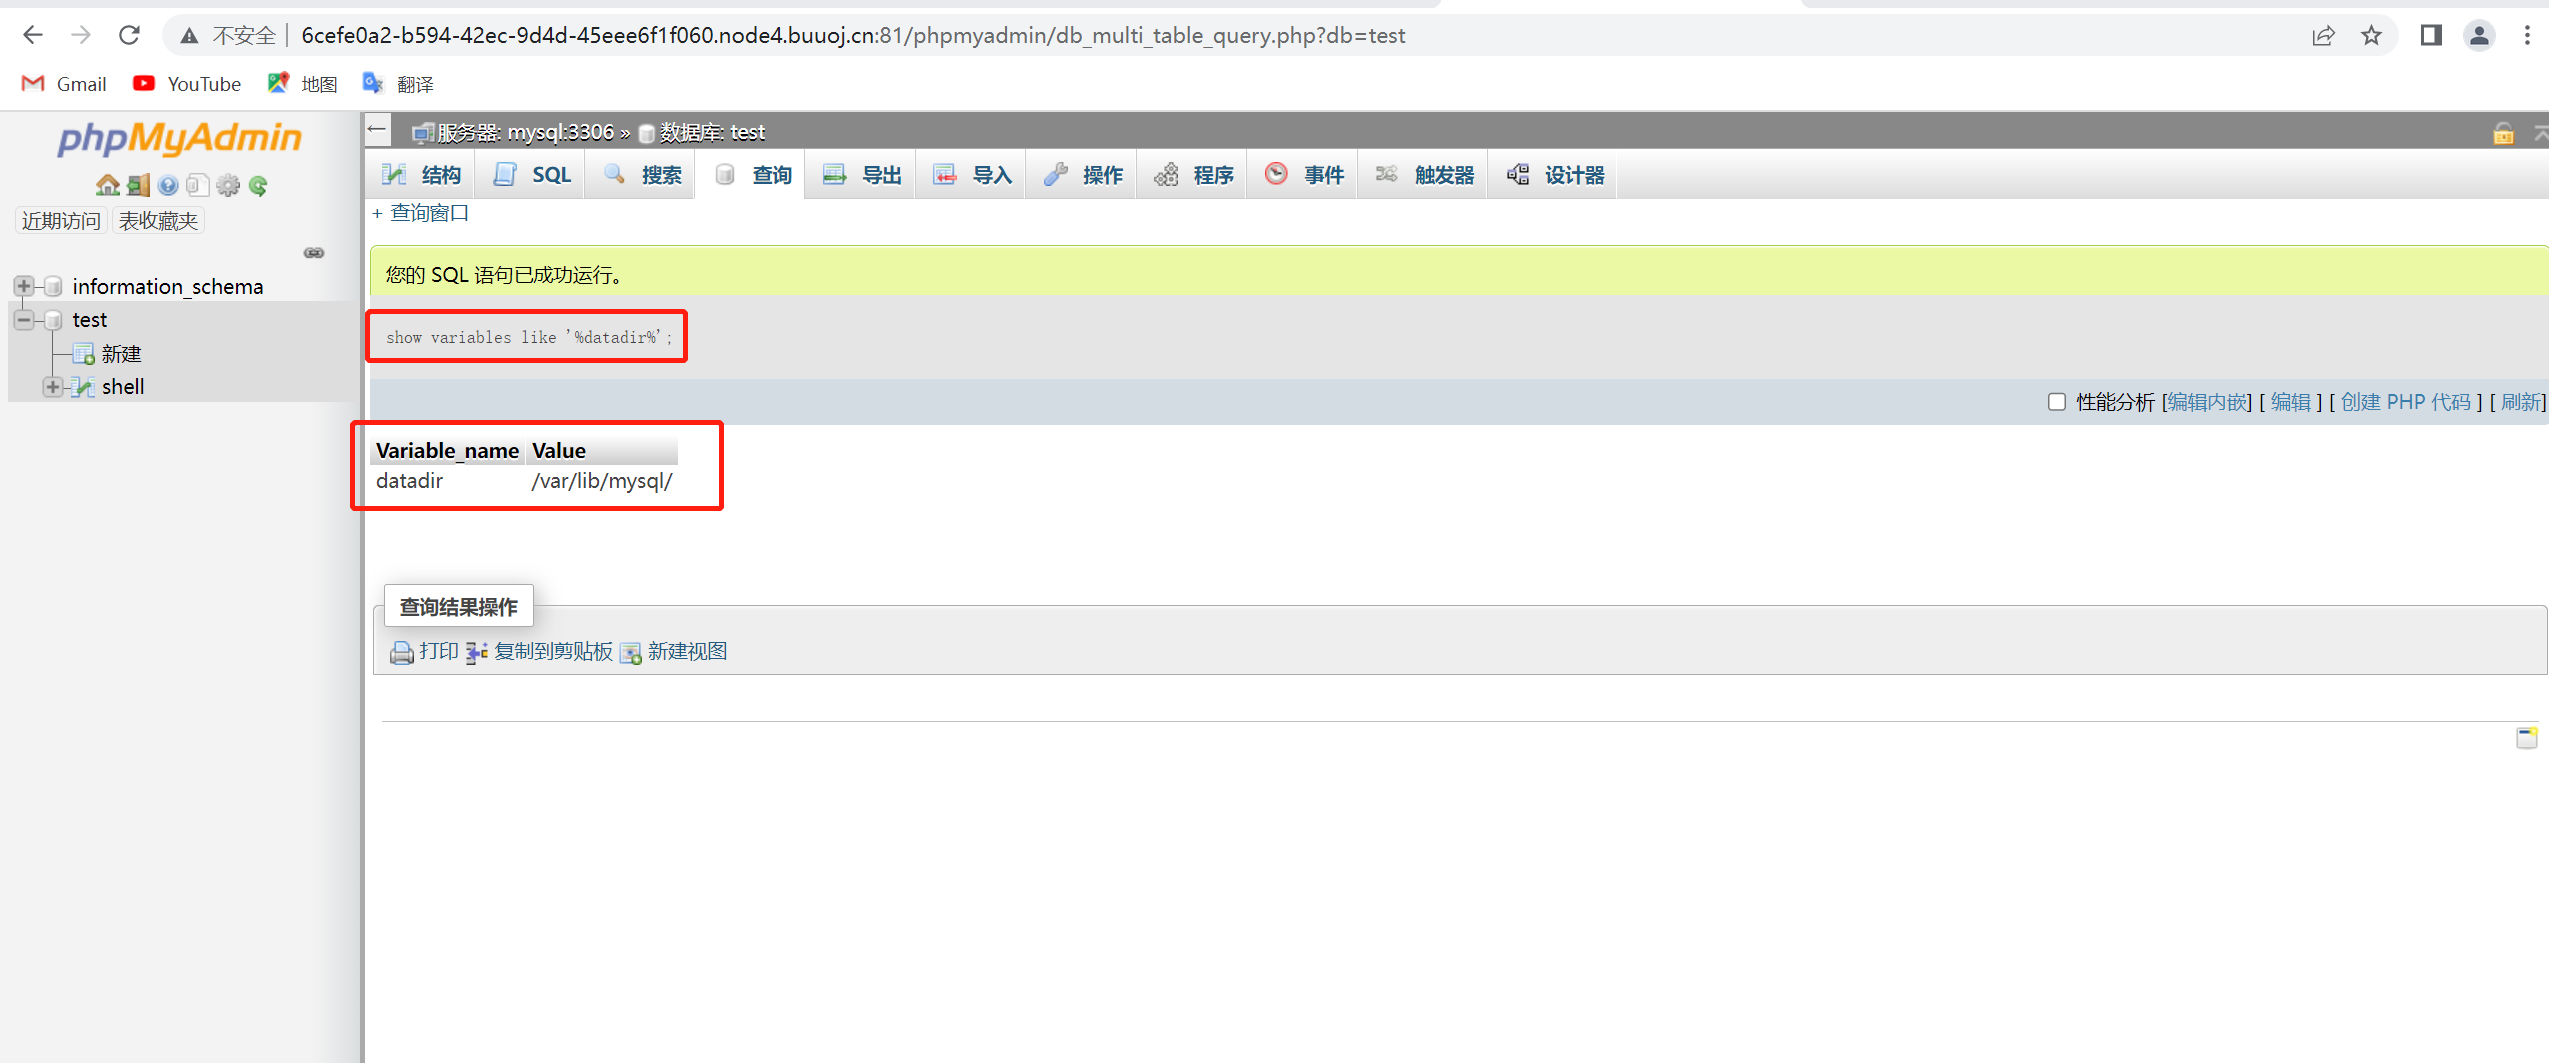 不安全 6cefe0a2-b594-42ec-9d4d-45eee6f1f060.node4.buuoj.cn:81/phpmyadmin/db_multi_table_query.php?db=test
Gmail YouTube 地图 翻译
phpMyAdmin
近期访问 表收藏夹
information_schema
test
新建
shell
服务器: mysql:3306 » 数据库: test
结构 SQL 搜索 查询 导出 导入 操作 程序 事件 触发器 设计器
+ 查询窗口
您的 SQL 语句已成功运行。
show variables like '%datadir%';
性能分析 [编辑内嵌] [ 编辑 ] [ 创建 PHP 代码 ] [ 刷新]
Variable_name Value
datadir /var/lib/mysql/
查询结果操作
打印 复制到剪贴板 新建视图